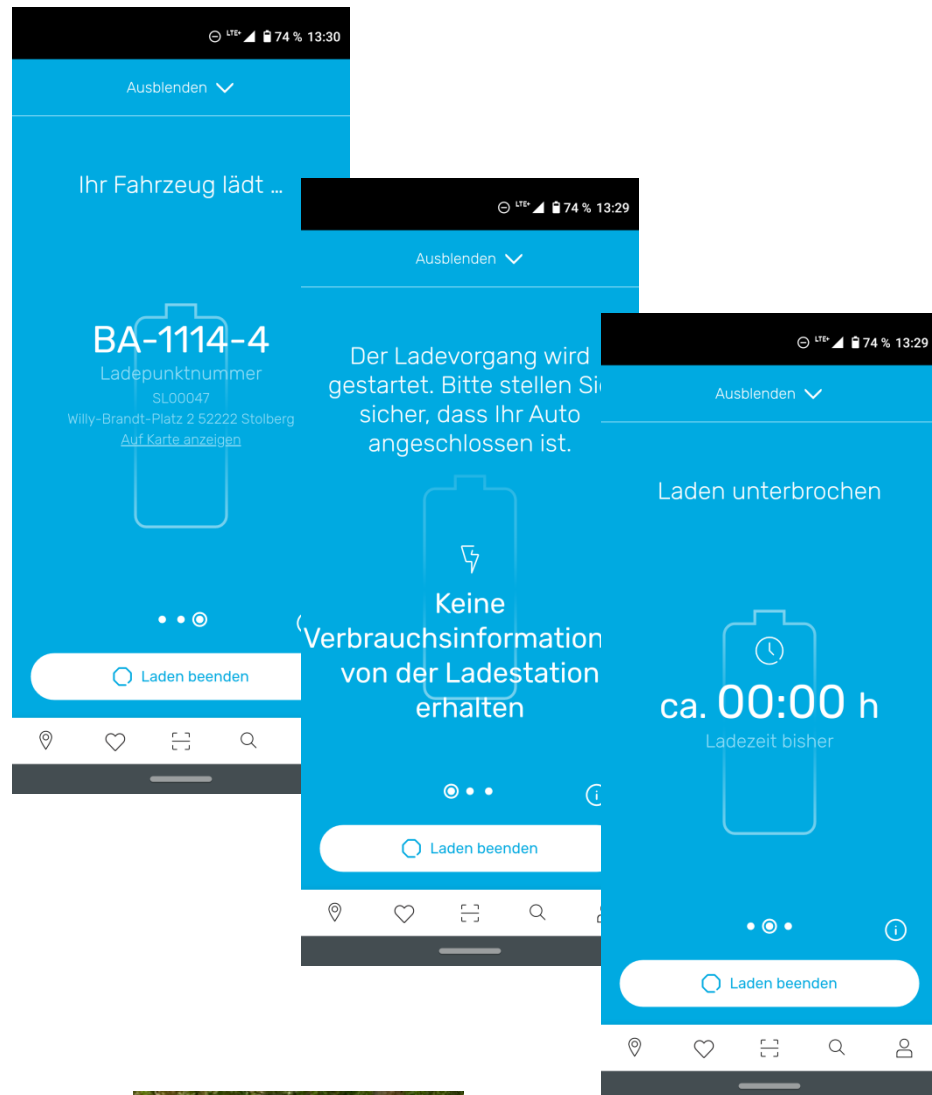 LTE+ 74 % 13:30
Ausblenden
Ihr Fahrzeug lädt ...
BA-1114-4
Ladepunktnummer
SL00047
Willy-Brandt-Platz 2 52222 Stolberg
Auf Karte anzeigen
Laden beenden
LTE+ 74 % 13:29
Ausblenden
Der Ladevorgang wird
gestartet. Bitte stellen
sicher, dass Ihr Auto
angeschlossen ist.
Keine
von der Ladestation
erhalten
Laden beenden
LTE+ 74 % 13:29
Ausblenden
Laden unterbrochen
ca. 00:00 h
Ladezeit bisher
Laden beenden